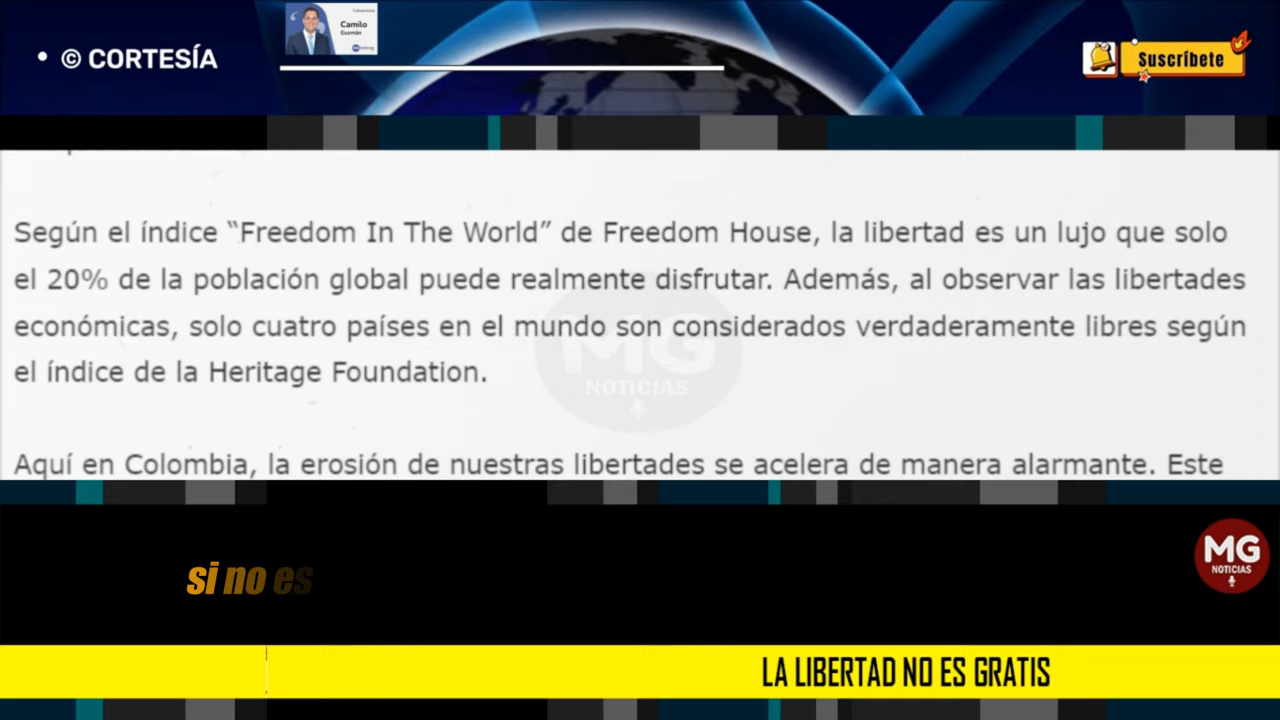 • © CORTESÍA
Columnista
Camilo
Guzmán
Suscríbete
Según el índice “Freedom In The World” de Freedom House, la libertad es un lujo que solo
el 20% de la población global puede realmente disfrutar. Además, al observar las libertades
económicas, solo cuatro países en el mundo son considerados verdaderamente libres según
el índice de la Heritage Foundation.
MG
NOTICIAS
Aquí en Colombia, la erosión de nuestras libertades se acelera de manera alarmante. Este
si no es
MG
NOTICIAS
LA LIBERTAD NO ES GRATIS